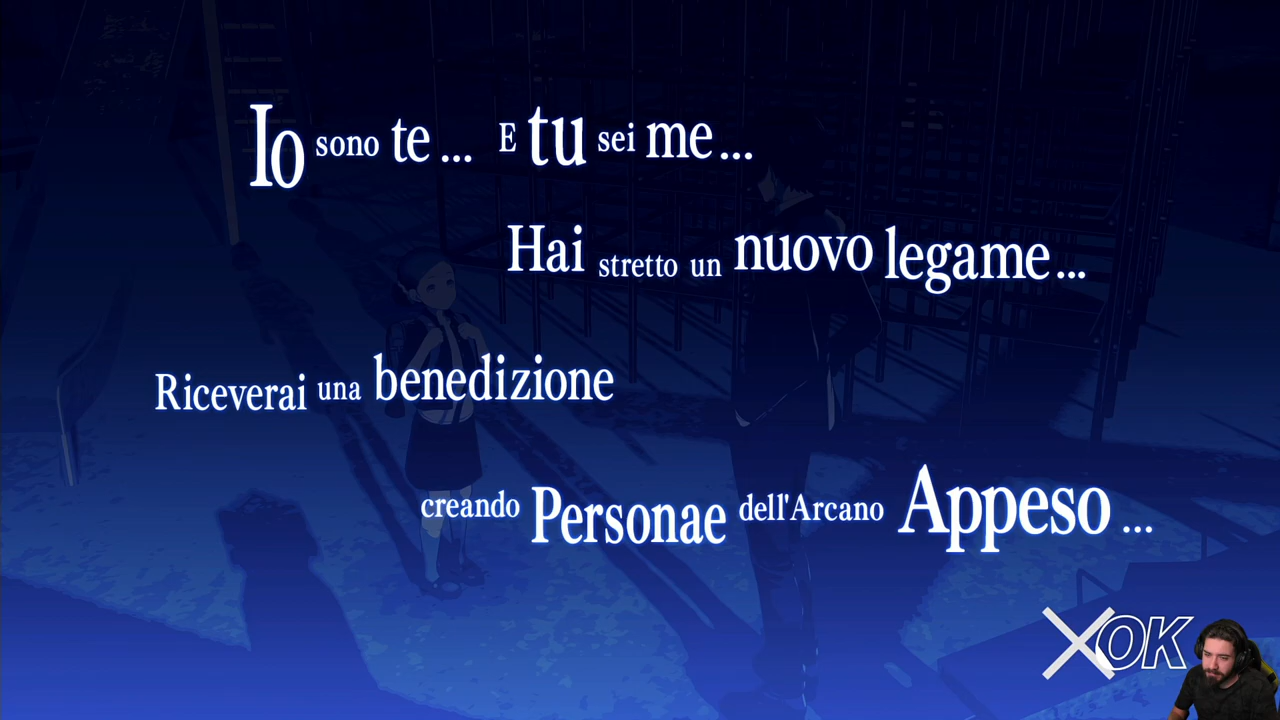 Io sono te... E tu sei me...
Hai stretto un nuovo legame...
Riceverai una benedizione
creando Personae dell'Arcano Appeso...
OK